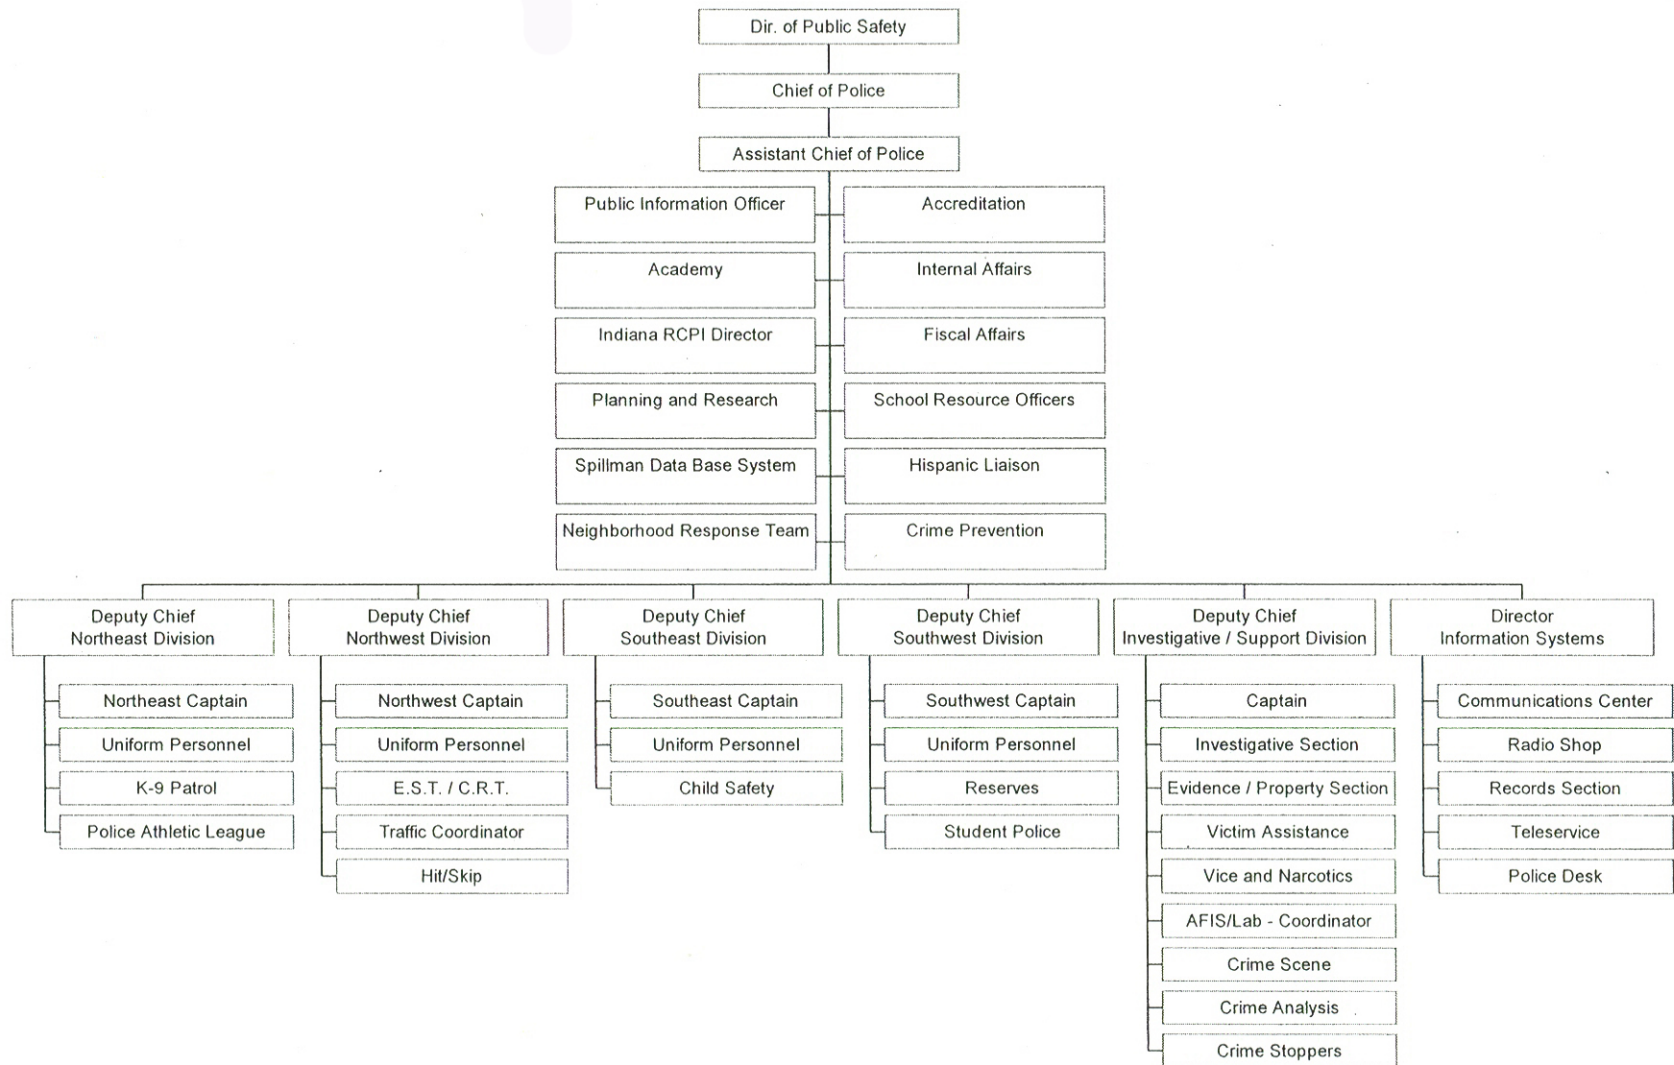 Dir. of Public Safety
Chief of Police
Assistant Chief of Police
Public Information Officer
Accreditation
Academy
Internal Affairs
Indiana RCPI Director
Fiscal Affairs
Planning and Research
School Resource Officers
Spillman Data Base System
Hispanic Liaison
Neighborhood Response Team
Crime Prevention
Deputy Chief
Northeast Division
Northeast Captain
Uniform Personnel
K-9 Patrol
Police Athletic League
Deputy Chief
Northwest Division
Northwest Captain
Uniform Personnel
E.S.T. / C.R.T.
Traffic Coordinator
Hit/Skip
Deputy Chief
Southeast Division
Southeast Captain
Uniform Personnel
Child Safety
Deputy Chief
Southwest Division
Southwest Captain
Uniform Personnel
Reserves
Student Police
Deputy Chief
Investigative / Support Division
Captain
Investigative Section
Evidence / Property Section
Victim Assistance
Vice and Narcotics
AFIS/Lab - Coordinator
Crime Scene
Crime Analysis
Crime Stoppers
Director
Information Systems
Communications Center
Radio Shop
Records Section
Teleservice
Police Desk